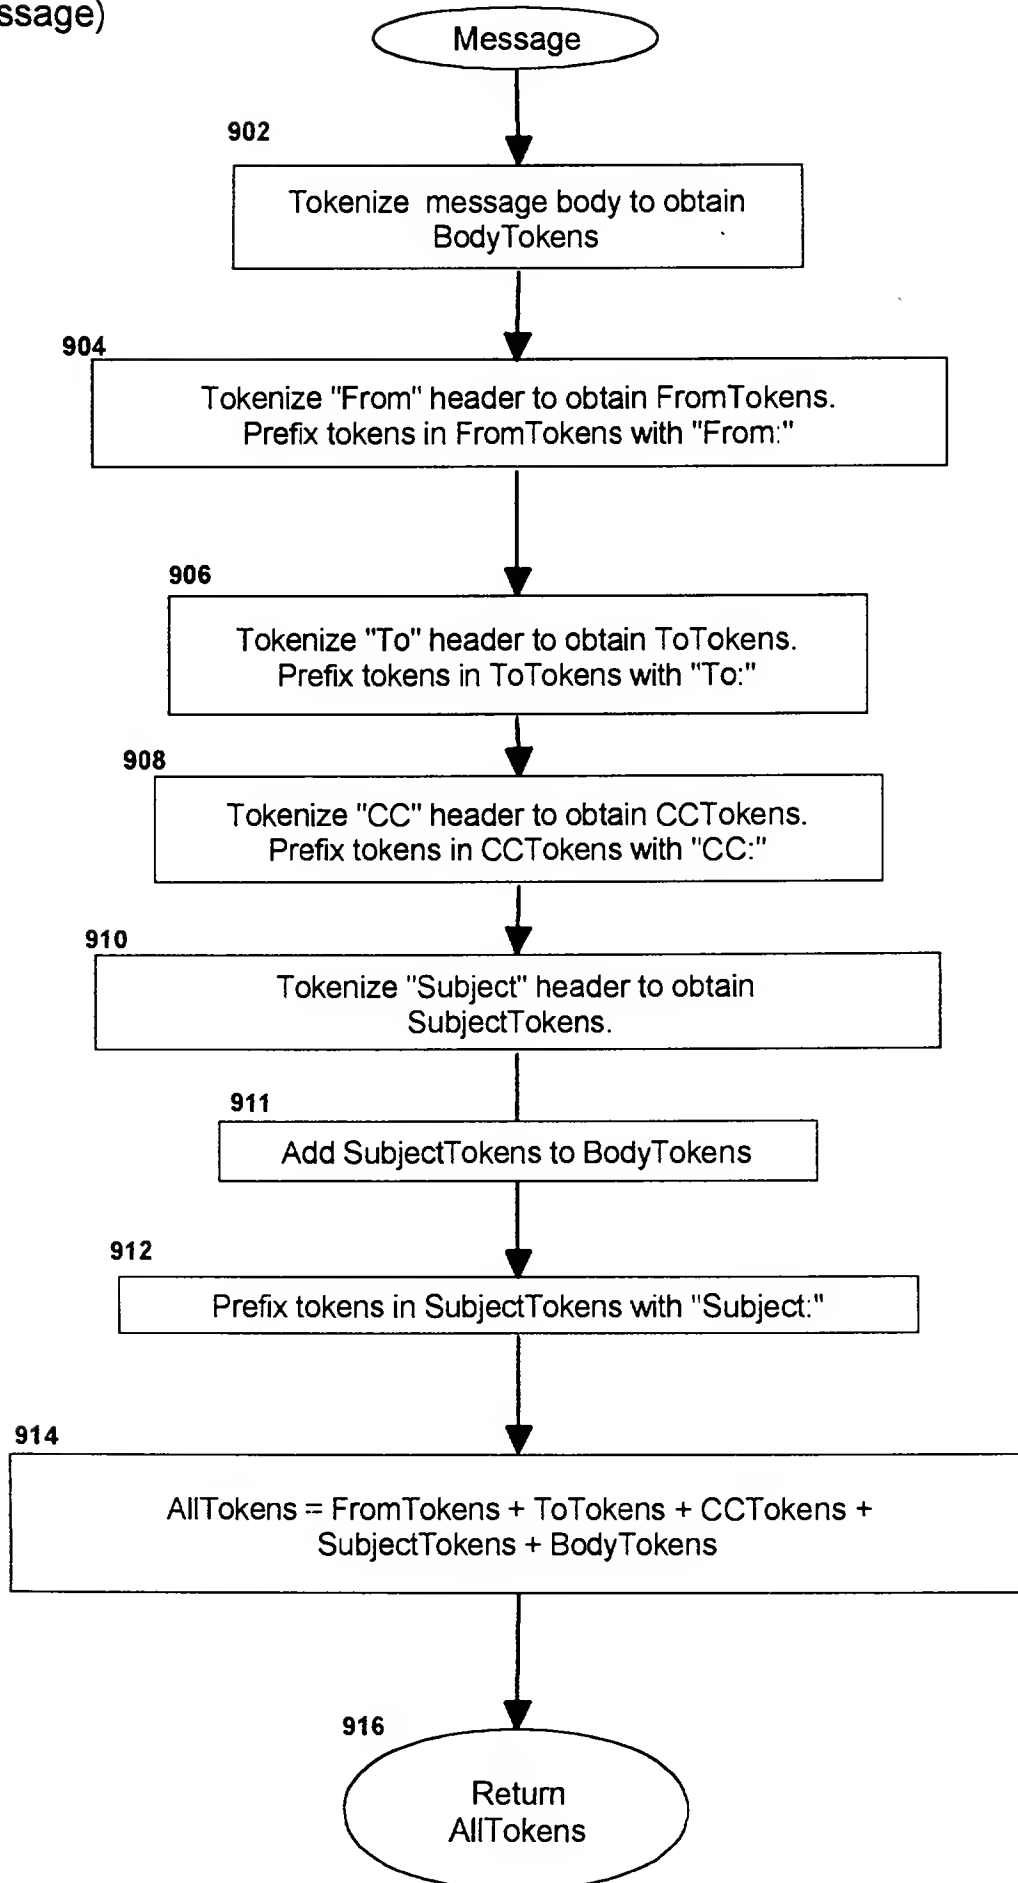 ssage)
Message
902
Tokenize message body to obtain
BodyTokens
904
Tokenize "From" header to obtain FromTokens.
Prefix tokens in FromTokens with "From:"
906
Tokenize "To" header to obtain ToTokens.
Prefix tokens in ToTokens with "To:"
908
Tokenize "CC" header to obtain CCTokens.
Prefix tokens in CCTokens with "CC:"
910
Tokenize "Subject" header to obtain
SubjectTokens.
911
Add SubjectTokens to BodyTokens
912
Prefix tokens in SubjectTokens with "Subject:"
914
AllTokens = FromTokens + ToTokens + CCTokens +
SubjectTokens + BodyTokens
916
Return
AllTokens